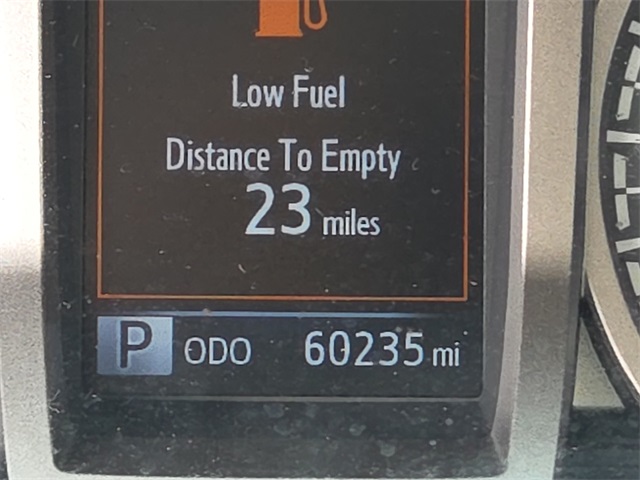 Low Fuel
Distance To Empty
23 miles
P ODO 60235 mi